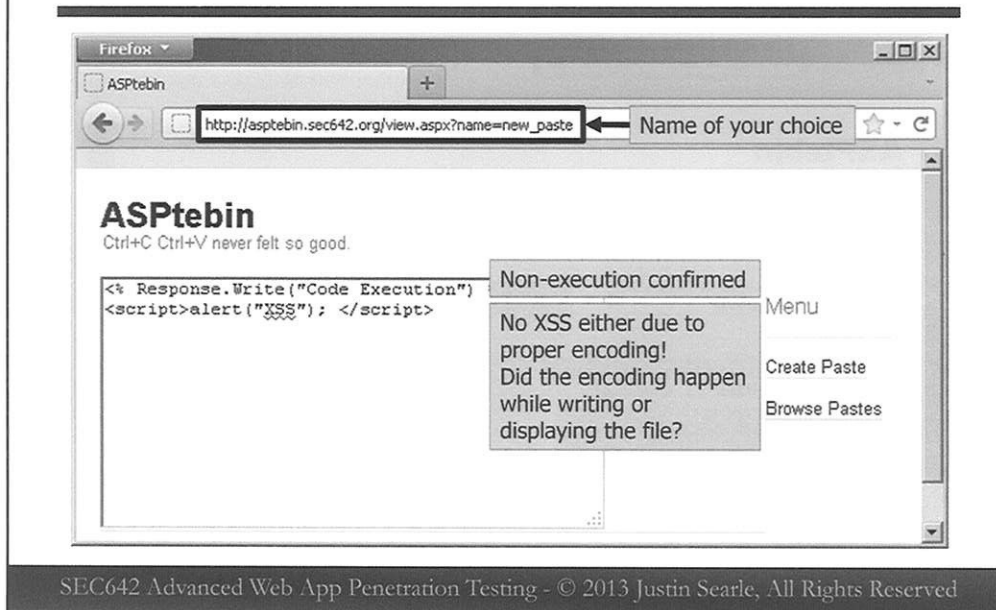 Firefox
ASPtebin
http://asptebin.sec642.org/view.aspx?name=new_paste
Name of your choice
ASPtebin
Ctrl+C Ctrl+V never felt so good.
<% Response.Write("Code Execution")
<script>alert("XSS"); </script>
Non-execution confirmed
No XSS either due to
proper encoding!
Did the encoding happen
while writing or
displaying the file?
Menu
Create Paste
Browse Pastes
SEC642 Advanced Web App Penetration Testing - © 2013 Justin Searle, All Rights Reserved